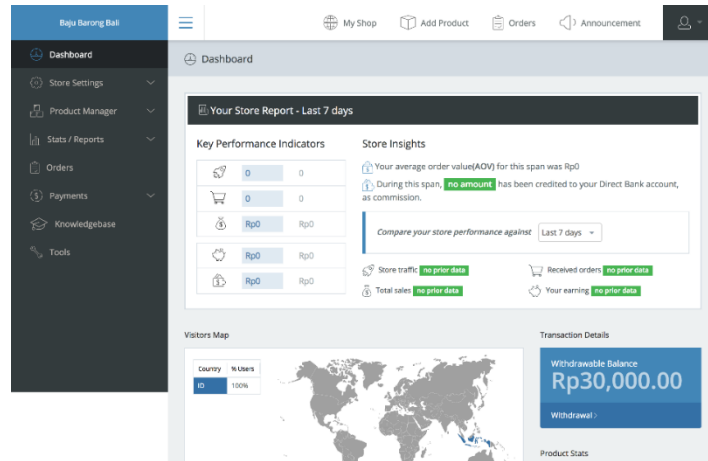 Baju Barong Bali
My Shop
Add Product
Orders
Announcement
Dashboard
Store Settings
Product Manager
Stats / Reports
Orders
Payments
Knowledgebase
Tools
Dashboard
Your Store Report - Last 7 days
Key Performance Indicators
0 0
0 0
Rp0 Rp0
Rp0 Rp0
Rp0 Rp0
Store Insights
Your average order value(AOV) for this span was Rp0
During this span, no amount has been credited to your Direct Bank account,
as commission.
Compare your store performance against Last 7 days
Store traffic no prior data
Received orders no prior data
Total sales no prior data
Your earning no prior data
Visitors Map
Country % Users
ID 100%
Transaction Details
Withdrawable Balance
Rp30,000.00
Withdrawal
Product Stats